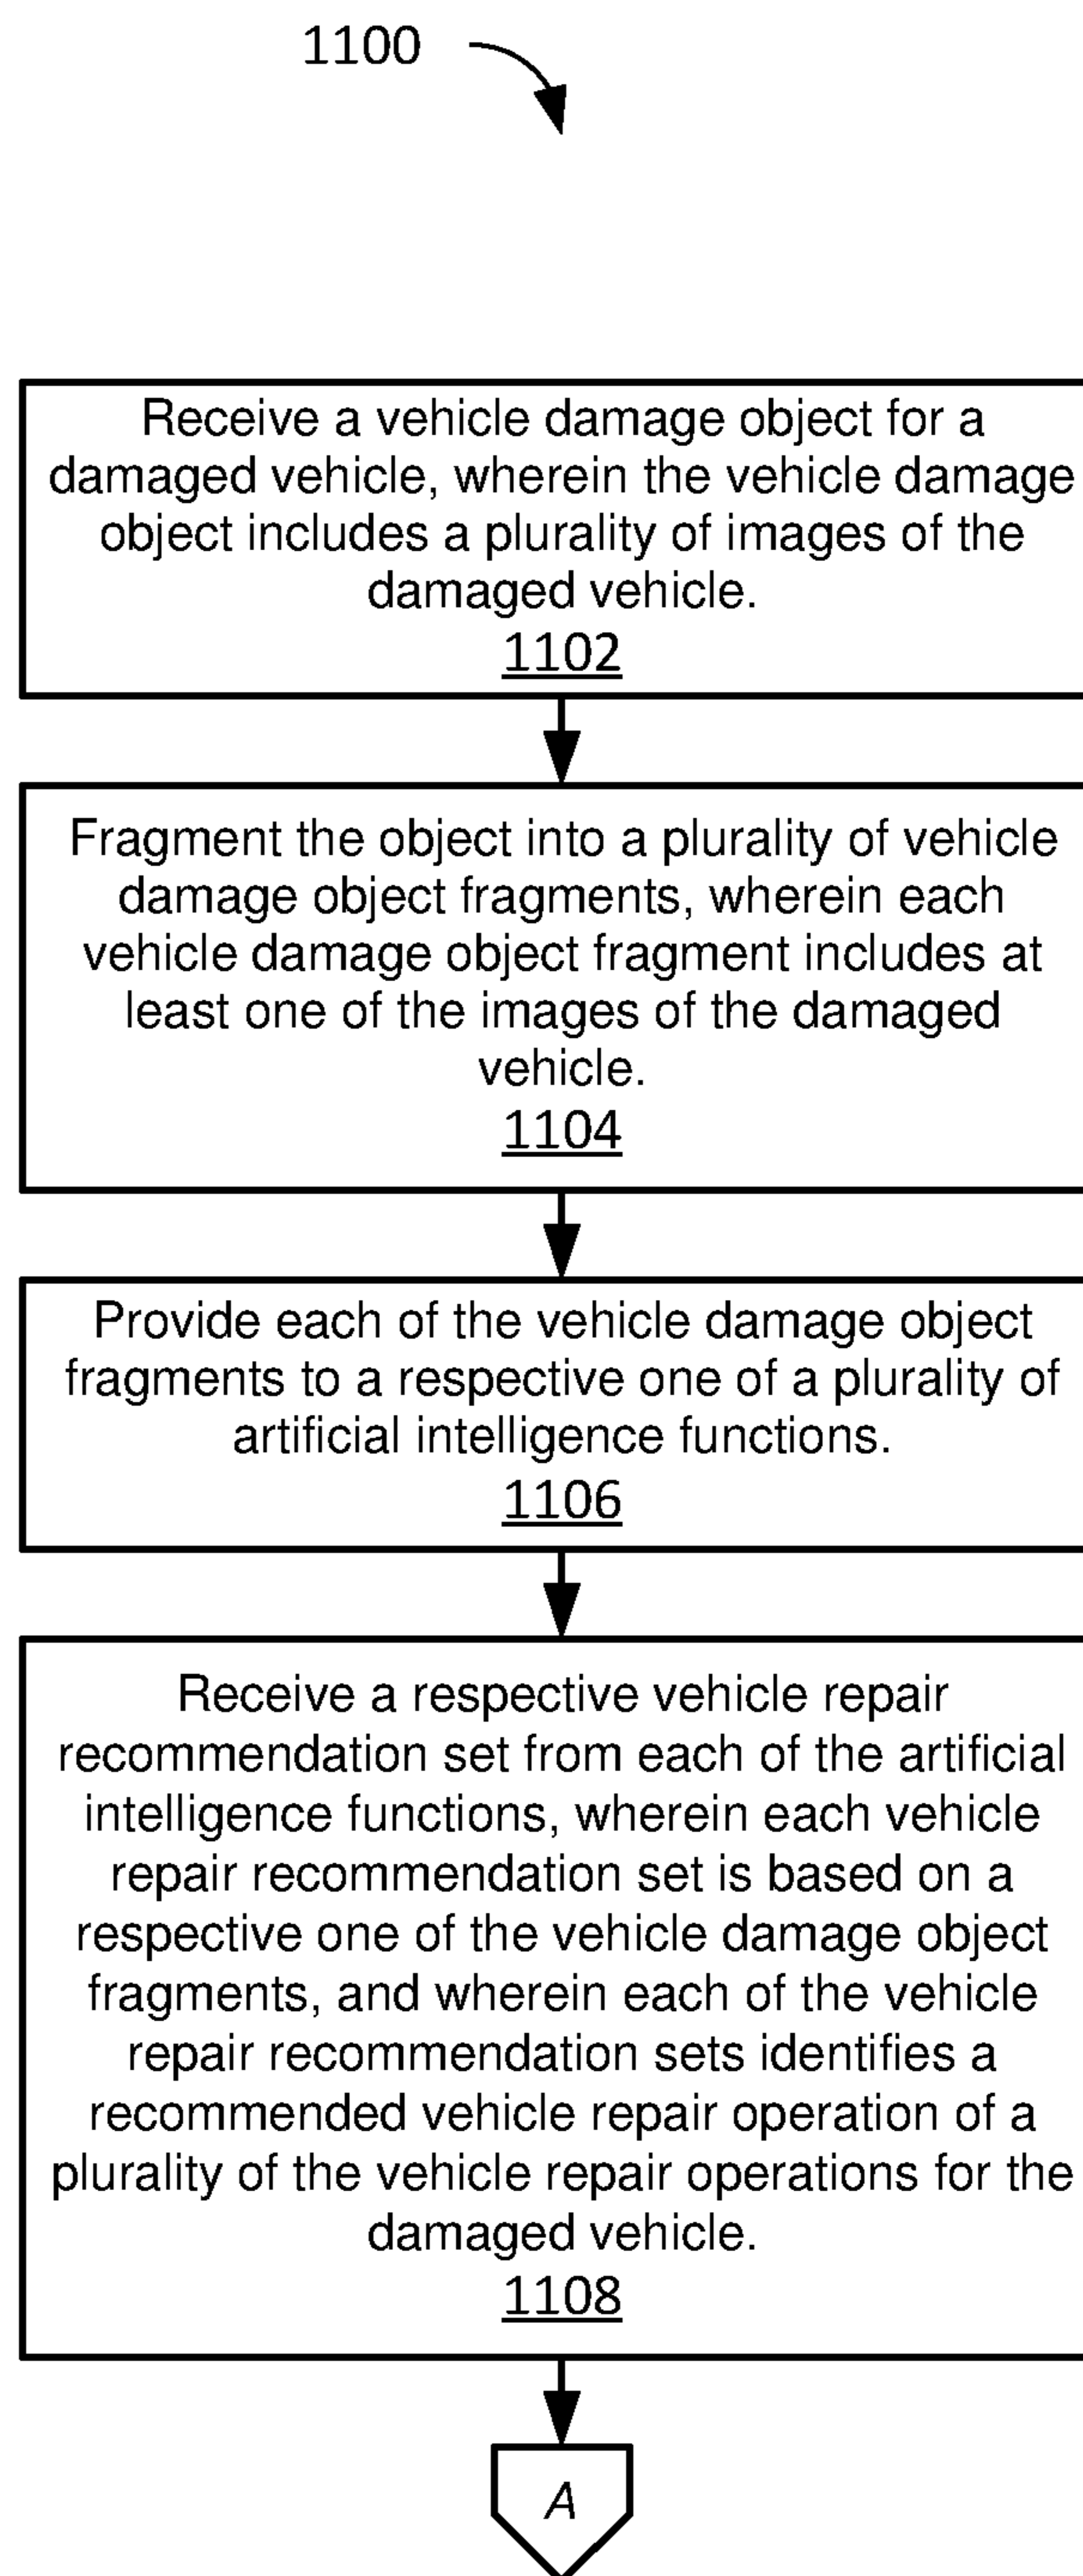 1100
Receive a vehicle damage object for a
damaged vehicle, wherein the vehicle damage
object includes a plurality of images of the
damaged vehicle.
1102
Fragment the object into a plurality of vehicle
damage object fragments, wherein each
vehicle damage object fragment includes at
least one of the images of the damaged
vehicle.
1104
Provide each of the vehicle damage object
fragments to a respective one of a plurality of
artificial intelligence functions.
1106
Receive a respective vehicle repair
recommendation set from each of the artificial
intelligence functions, wherein each vehicle
repair recommendation set is based on a
respective one of the vehicle damage object
fragments, and wherein each of the vehicle
repair recommendation sets identifies a
recommended vehicle repair operation of a
plurality of the vehicle repair operations for the
damaged vehicle.
1108
A